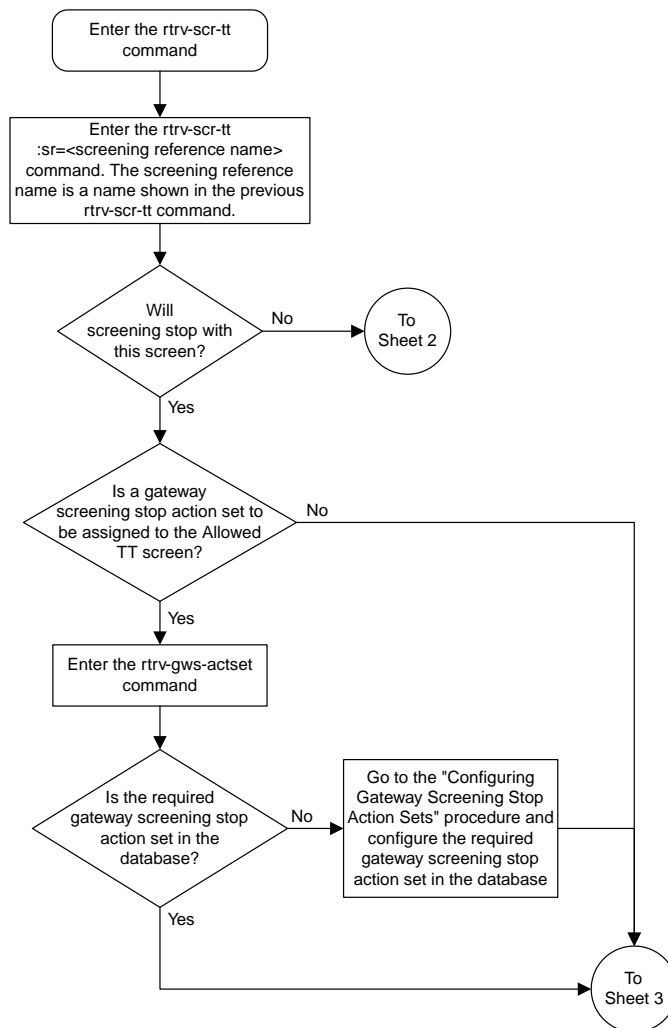 Enter the rtrv-scr-tt
command
Enter the rtrv-scr-tt
:sr=<screening reference name>
command. The screening reference
name is a name shown in the previous
rtrv-scr-tt command.
Will
screening stop with
this screen?
No
To
Sheet 2
Yes
Is a gateway
screening stop action set to
be assigned to the Allowed
TT screen?
No
Yes
Enter the rtrv-gws-actset
command
Is the required
gateway screening stop
action set in the
database?
No
Go to the "Configuring
Gateway Screening Stop
Action Sets" procedure and
configure the required
gateway screening stop
action set in the database
Yes
To
Sheet 3